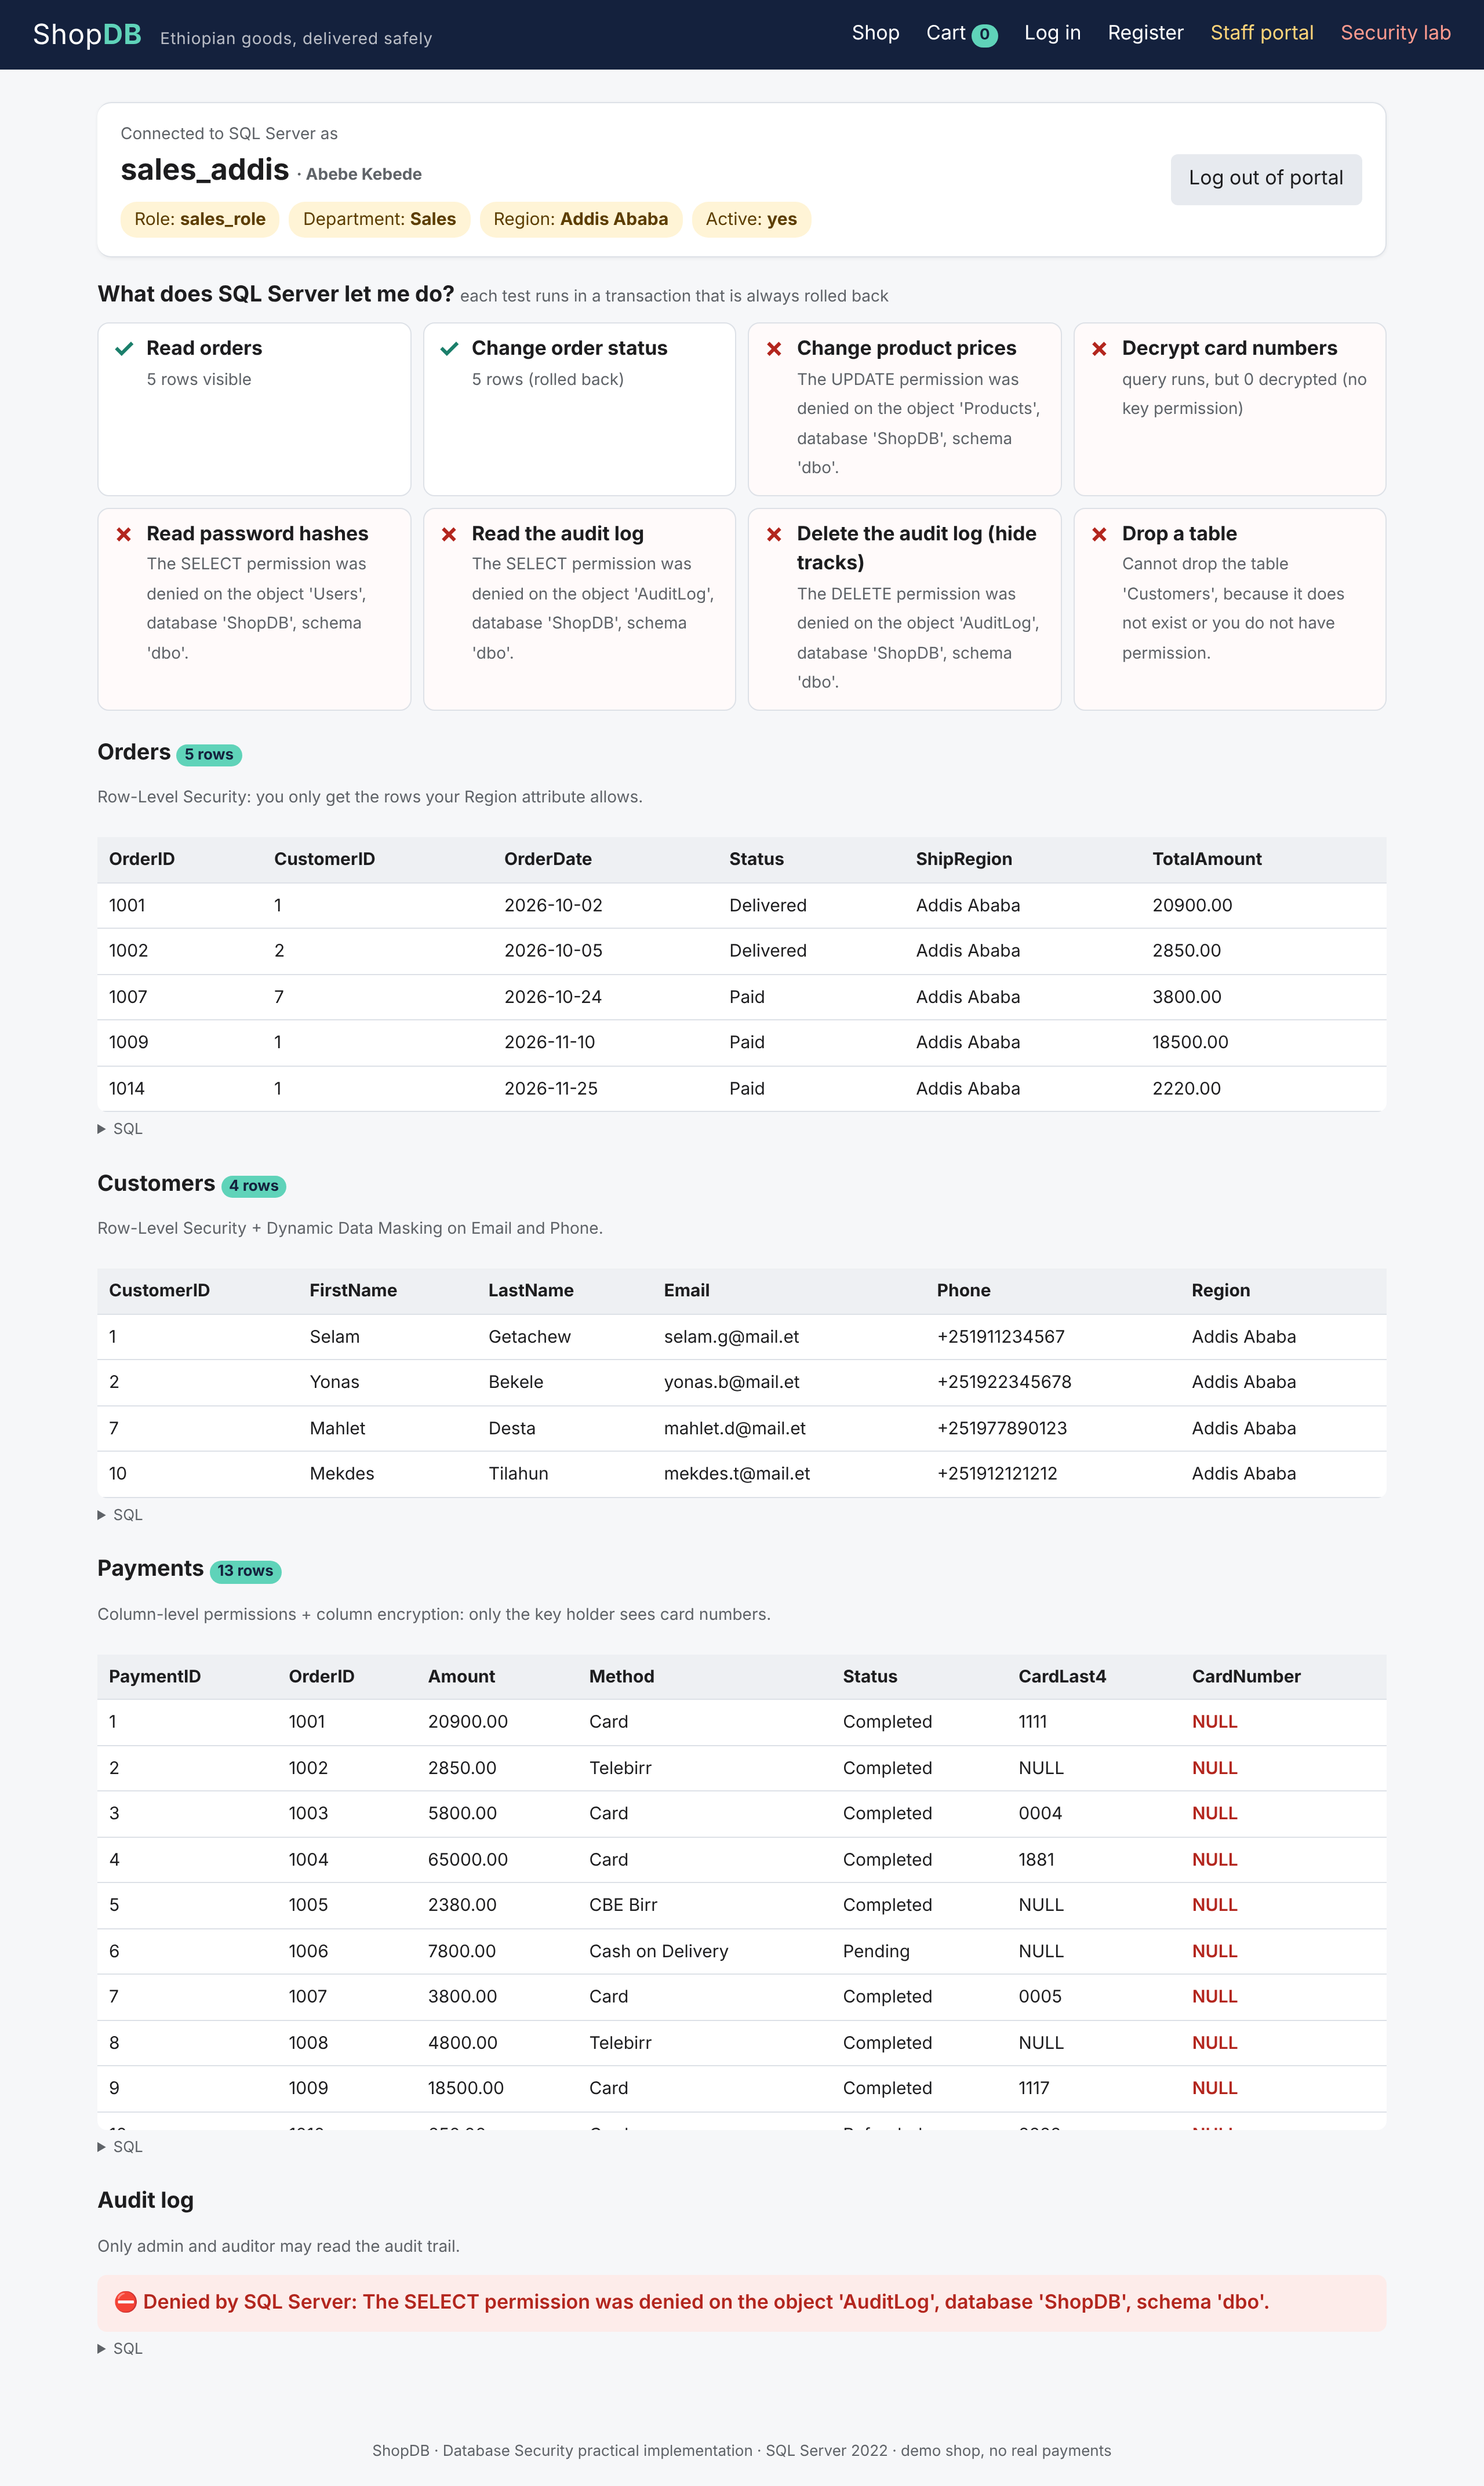 ShopDB Ethiopian goods, delivered safely Shop Cart 0 Log in Register Staff portal Security lab
Connected to SQL Server as
sales_addis · Abebe Kebede
Log out of portal
Role: sales_role Department: Sales Region: Addis Ababa Active: yes
What does SQL Server let me do? each test runs in a transaction that is always rolled back
✓ Read orders
5 rows visible
✓ Change order status
5 rows (rolled back)
✕ Change product prices
The UPDATE permission was
denied on the object 'Products',
database 'ShopDB', schema
'dbo'.
✕ Decrypt card numbers
query runs, but 0 decrypted (no
key permission)
✕ Read password hashes
The SELECT permission was
denied on the object 'Users',
database 'ShopDB', schema
'dbo'.
✕ Read the audit log
The SELECT permission was
denied on the object 'AuditLog',
database 'ShopDB', schema
'dbo'.
✕ Delete the audit log (hide
tracks)
The DELETE permission was
denied on the object 'AuditLog',
database 'ShopDB', schema
'dbo'.
✕ Drop a table
Cannot drop the table
'Customers', because it does
not exist or you do not have
permission.
Orders 5 rows
Row-Level Security: you only get the rows your Region attribute allows.
OrderID CustomerID OrderDate Status ShipRegion TotalAmount
1001 1 2026-10-02 Delivered Addis Ababa 20900.00
1002 2 2026-10-05 Delivered Addis Ababa 2850.00
1007 7 2026-10-24 Paid Addis Ababa 3800.00
1009 1 2026-11-10 Paid Addis Ababa 18500.00
1014 1 2026-11-25 Paid Addis Ababa 2220.00
▶ SQL
Customers 4 rows
Row-Level Security + Dynamic Data Masking on Email and Phone.
CustomerID FirstName LastName Email Phone Region
1 Selam Getachew selam.g@mail.et +251911234567 Addis Ababa
2 Yonas Bekele yonas.b@mail.et +251922345678 Addis Ababa
7 Mahlet Desta mahlet.d@mail.et +251977890123 Addis Ababa
10 Mekdes Tilahun mekdes.t@mail.et +251912121212 Addis Ababa
▶ SQL
Payments 13 rows
Column-level permissions + column encryption: only the key holder sees card numbers.
PaymentID OrderID Amount Method Status CardLast4 CardNumber
1 1001 20900.00 Card Completed 1111 NULL
2 1002 2850.00 Telebirr Completed NULL NULL
3 1003 5800.00 Card Completed 0004 NULL
4 1004 65000.00 Card Completed 1881 NULL
5 1005 2380.00 CBE Birr Completed NULL NULL
6 1006 7800.00 Cash on Delivery Pending NULL NULL
7 1007 3800.00 Card Completed 0005 NULL
8 1008 4800.00 Telebirr Completed NULL NULL
9 1009 18500.00 Card Completed 1117 NULL
▶ SQL
Audit log
Only admin and auditor may read the audit trail.
⛔ Denied by SQL Server: The SELECT permission was denied on the object 'AuditLog', database 'ShopDB', schema 'dbo'.
▶ SQL
ShopDB · Database Security practical implementation · SQL Server 2022 · demo shop, no real payments